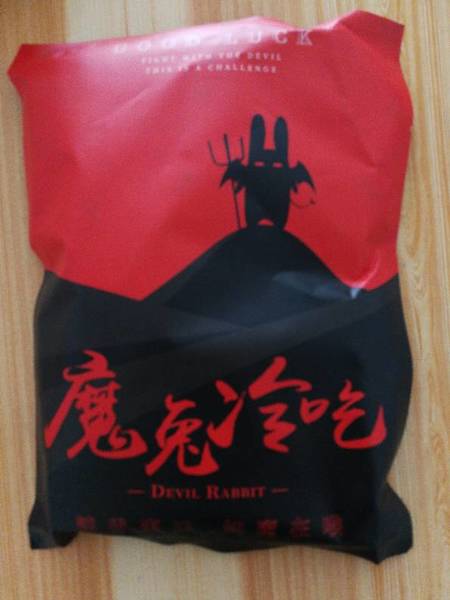 GOOD LUCK
FIGHT WITH THE DEVIL
THIS IS A CHALLENGE
魔兔冷吃
— DEVIL RABBIT —